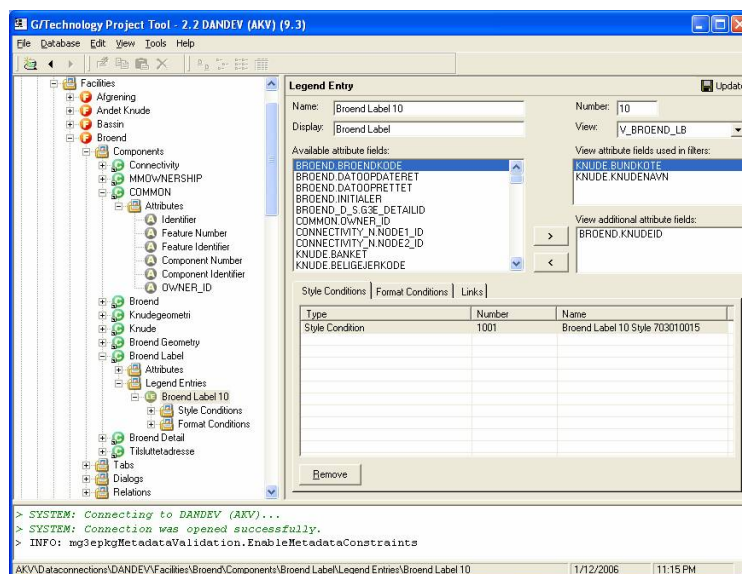 G/Technology Project Tool - 2.2 DANDEV (AKV) (9.3)
File Database Edit View Tools Help
Facilities
Afgrening
Andet Knude
Bassin
Broend
Components
Connectivity
MMOWNERSHIP
COMMON
Attributes
Identifier
Feature Number
Feature Identifier
Component Number
Component Identifier
OWNER_ID
Broend
Knudegeometri
Knude
Broend Geometry
Broend Label
Attributes
Legend Entries
Broend Label 10
Style Conditions
Format Conditions
Broend Detail
Tilsluttetadresse
Tabs
Dialogs
Relations
Legend Entry
Update
Name: Broend Label 10
Number: 10
Display: Broend Label
View: V_BROEND_LB
Available attribute fields:
BROEND.BROENDKODE
BROEND.DATOOPDATERET
BROEND.DATOOPRETTET
BROEND.INITIALER
BROEND_D_S.G3E_DETAILID
COMMON.OWNER_ID
CONNECTIVITY_N.NODE1_ID
CONNECTIVITY_N.NODE2_ID
KNUDE.BANKET
KNUDE.BELIGEJERKODE
View attribute fields used in filters:
KNUDE.BUNDKOTE
KNUDE.KNUDENAVN
View additional attribute fields:
BROEND.KNUDEID
>
<
Style Conditions Format Conditions Links
Type Number Name
Style Condition 1001 Broend Label 10 Style 703010015
Remove
> SYSTEM: Connecting to DANDEV (AKV)...
> SYSTEM: Connection was opened successfully.
> INFO: mg3epkgMetadataValidation.EnableMetadataConstraints
AKV\Dataconnections\DANDEV\Facilities\Broend\Components\Broend Label\Legend Entries\Broend Label 10 1/12/2006 11:15 PM